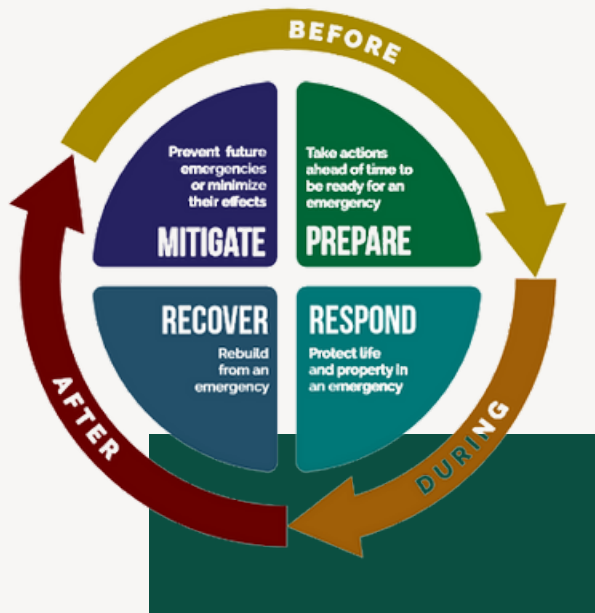 BEFORE
Prevent future
emergencies
or minimize
their effects
MITIGATE
Take actions
ahead of time to
be ready for an
emergency
PREPARE
RECOVER
Rebuild
from an
emergency
RESPOND
Protect life
and property in
an emergency
AFTER
DURING